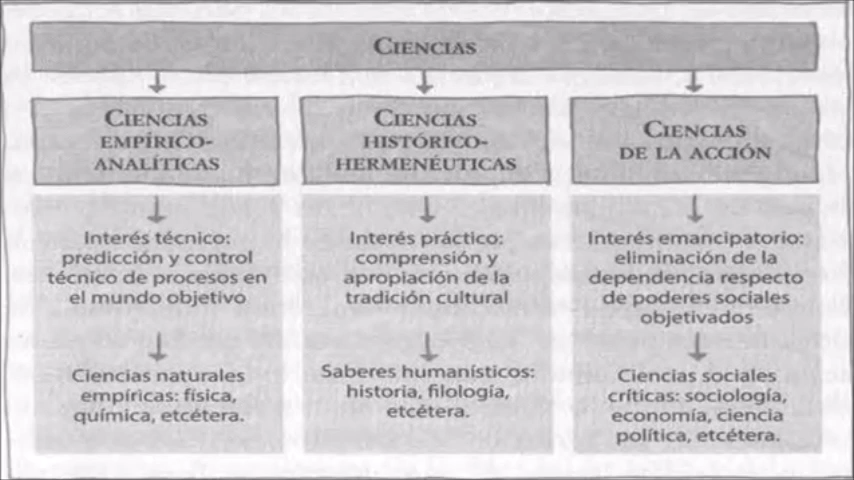 CIENCIAS
CIENCIAS
EMPÍRICO-
ANALÍTICAS
CIENCIAS
HISTÓRICO-
HERMENÉUTICAS
CIENCIAS
DE LA ACCIÓN
Interés técnico:
predicción y control
técnico de procesos en
el mundo objetivo
Interés práctico:
comprensión y
apropiación de la
tradición cultural
Interés emancipatorio:
eliminación de la
dependencia respecto
de poderes sociales
objetivados
Ciencias naturales
empíricas: física,
química, etcétera.
Saberes humanísticos:
historia, filología,
etcétera.
Ciencias sociales
críticas: sociología,
economía, ciencia
política, etcétera.